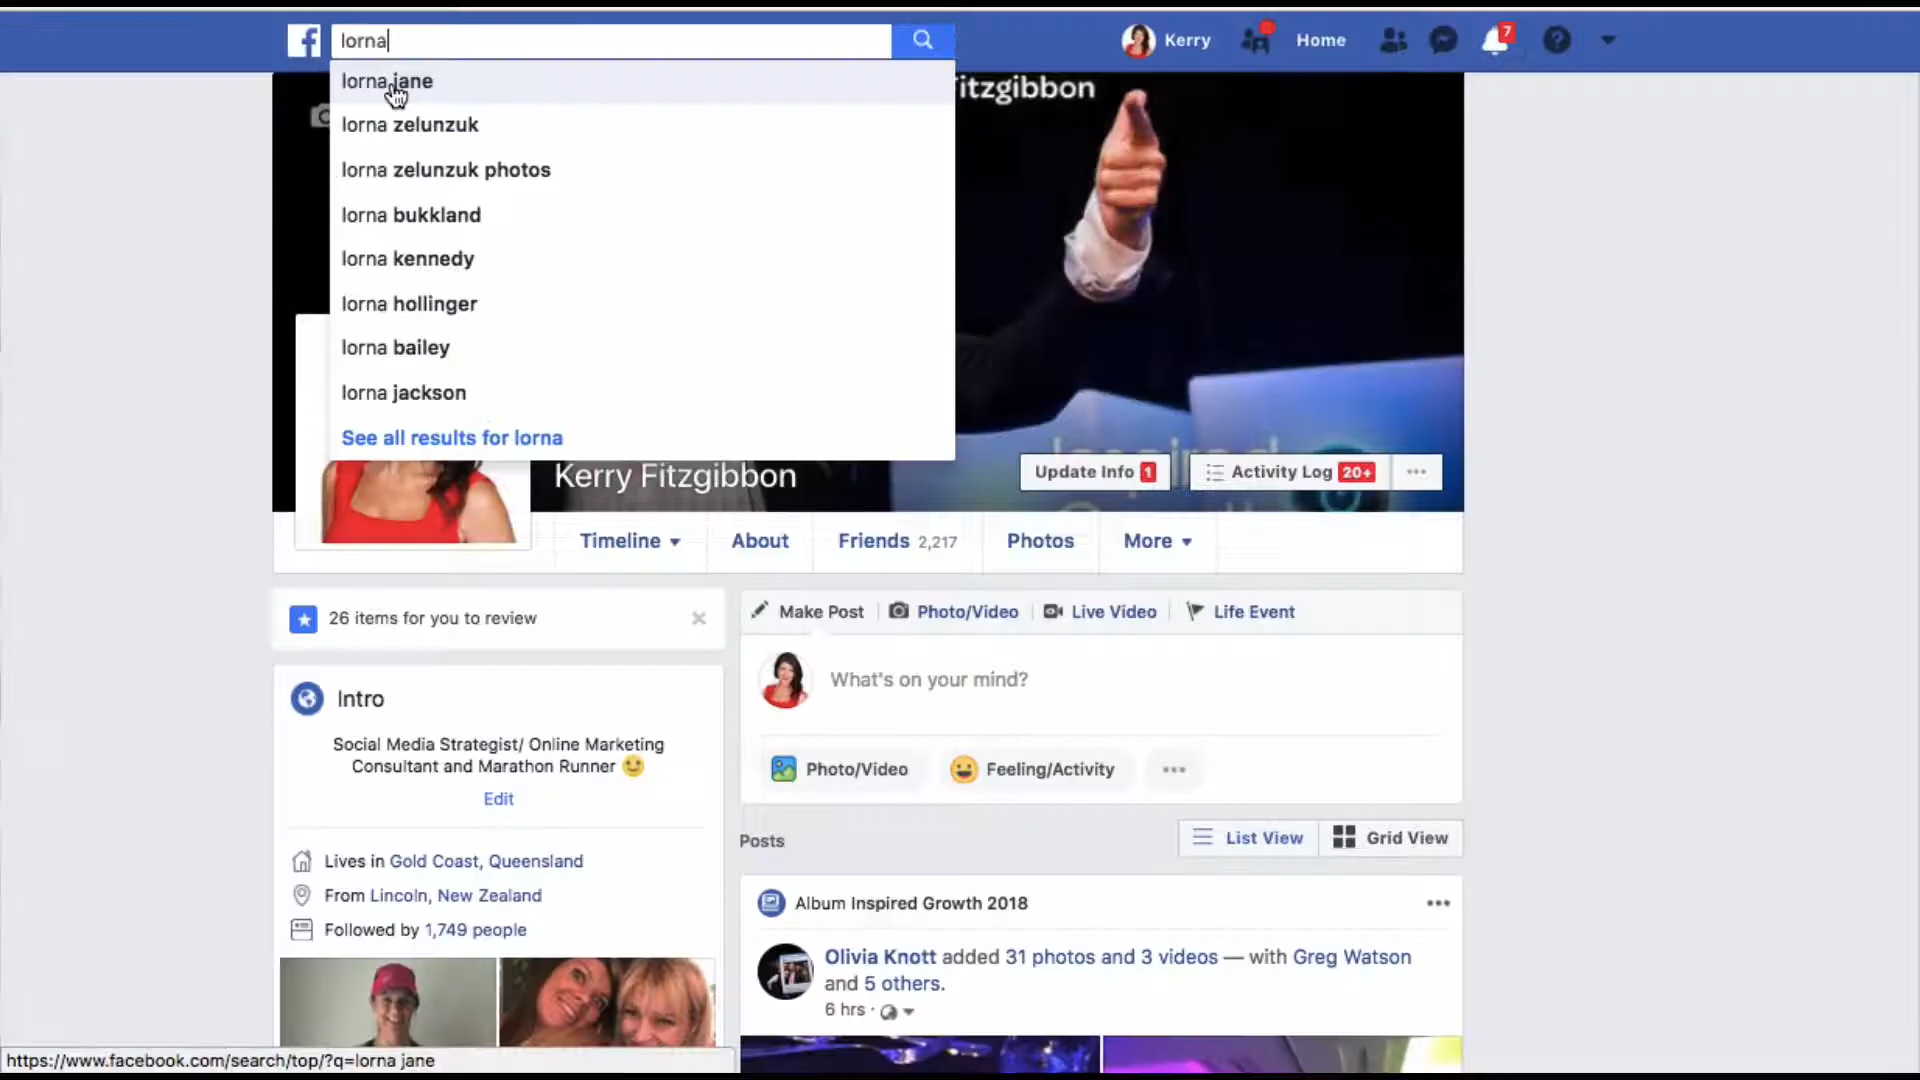 lorna
Kerry
Home
7
lorna jane
lorna zelunzuk
lorna zelunzuk photos
lorna bukkland
lorna kennedy
lorna hollinger
lorna bailey
lorna jackson
See all results for lorna
itzgibbon
Kerry Fitzgibbon
Update Info 1
Activity Log 20+
Timeline
About
Friends 2,217
Photos
More
26 items for you to review
Intro
Social Media Strategist/ Online Marketing
Consultant and Marathon Runner
Edit
Lives in Gold Coast, Queensland
From Lincoln, New Zealand
Followed by 1,749 people
Make Post
Photo/Video
Live Video
Life Event
What's on your mind?
Photo/Video
Feeling/Activity
Posts
List View
Grid View
Album Inspired Growth 2018
Olivia Knott added 31 photos and 3 videos — with Greg Watson
and 5 others.
6 hrs ·
https://www.facebook.com/search/top/?q=lorna jane